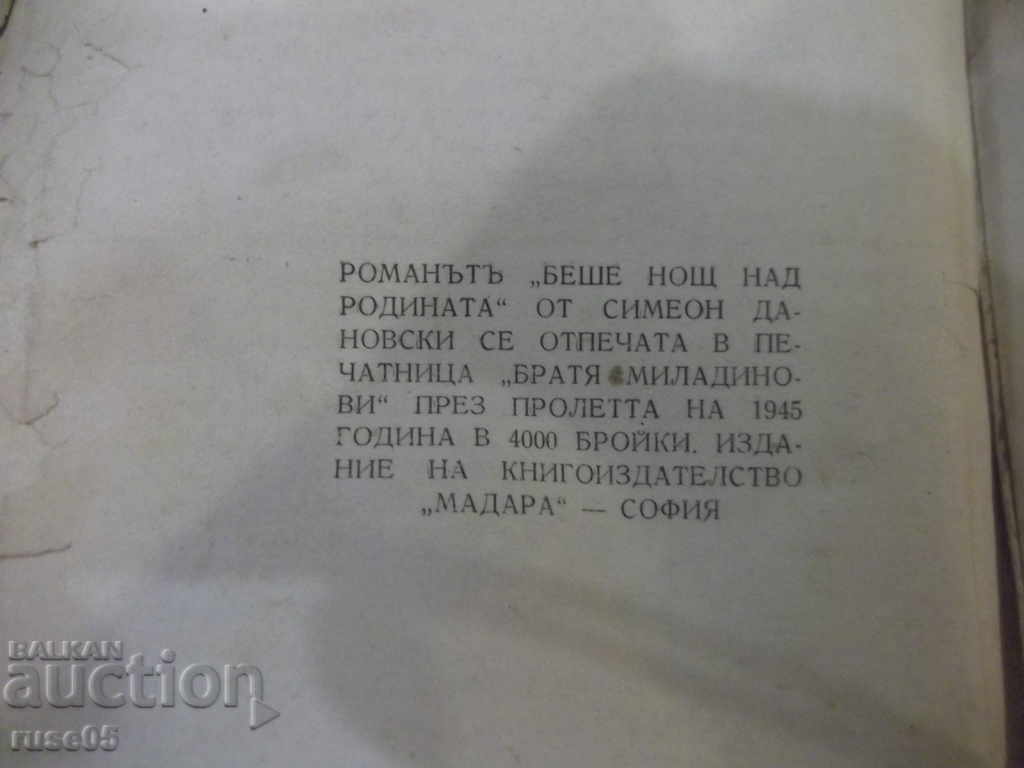 РОМАНЪТЪ „БЕШЕ НОЩ НАД
РОДИНАТА“ ОТ СИМЕОН ДА-
НОВСКИ СЕ ОТПЕЧАТА В ПЕ-
ЧАТНИЦА „БРАТЯ МИЛАДИНО-
ВИ“ ПРЕЗ ПРОЛЕТТА НА 1945
ГОДИНА В 4000 БРОЙКИ. ИЗДА-
НИЕ НА КНИГОИЗДАТЕЛСТВО
„МАДАРА“ — СОФИЯ
BALKAN
auction
ruse05